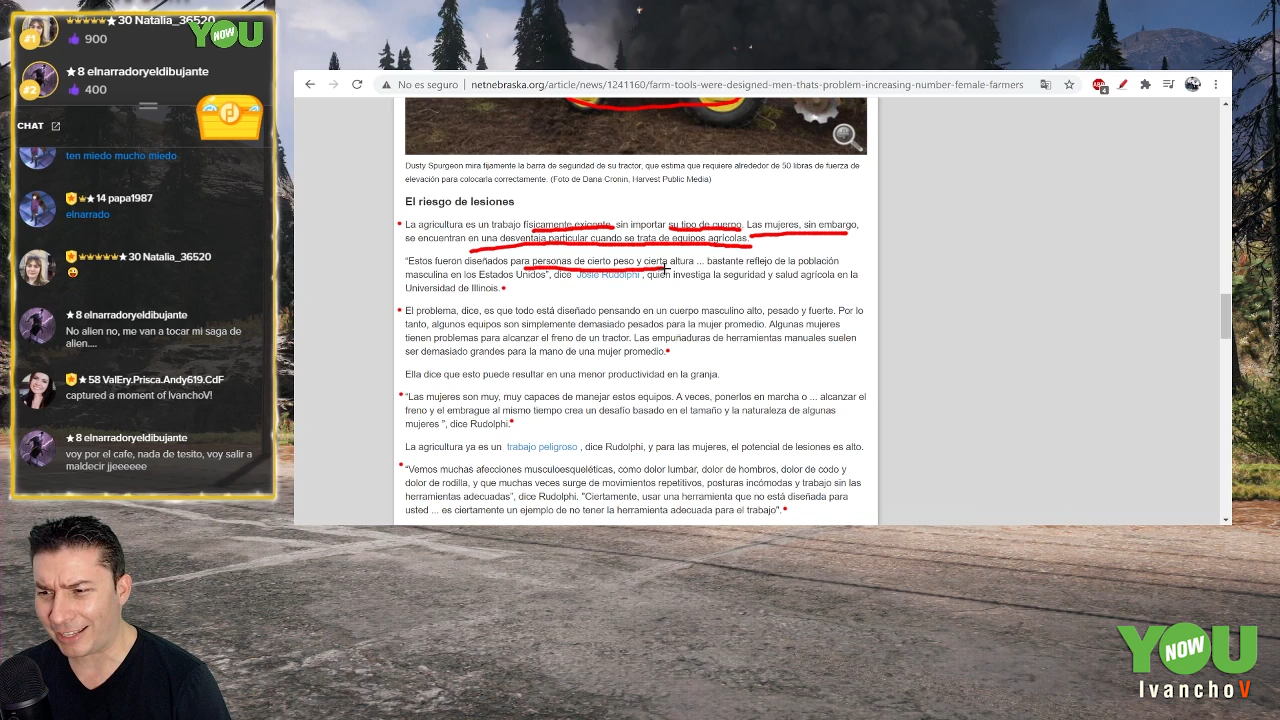 #1
★★★★★★ 30 Natalia_36520
900
YOU
NOW
#2
★8 elnarradoryeldibujante
400
CHAT
ten miedo mucho miedo
★ 14 papa1987
elnarrado
★★★★★★ 30 Natalia_36520
★8 elnarradoryeldibujante
No alien no, me van a tocar mi saga de
alien....
★ 58 ValEry.Prisca.Andy619.CdF
captured a moment of IvanchoV!
★8 elnarradoryeldibujante
voy por el cafe, nada de tesito, voy salir a
maldecir jjeeeeee
No es seguro | netnebraska.org/article/news/1241160/farm-tools-were-designed-men-thats-problem-increasing-number-female-farmers
4
Dusty Spurgeon mira fijamente la barra de seguridad de su tractor, que estima que requiere alrededor de 50 libras de fuerza de
elevación para colocarla correctamente. (Foto de Dana Cronin, Harvest Public Media)
El riesgo de lesiones
La agricultura es un trabajo físicamente exigente, sin importar su tipo de cuerpo. Las mujeres, sin embargo,
se encuentran en una desventaja particular cuando se trata de equipos agrícolas.
"Estos fueron diseñados para personas de cierto peso y cierta altura ... bastante reflejo de la población
masculina en los Estados Unidos", dice Josie Rudolphi , quien investiga la seguridad y salud agrícola en la
Universidad de Illinois.
El problema, dice, es que todo está diseñado pensando en un cuerpo masculino alto, pesado y fuerte. Por lo
tanto, algunos equipos son simplemente demasiado pesados para la mujer promedio. Algunas mujeres
tienen problemas para alcanzar el freno de un tractor. Las empuñaduras de herramientas manuales suelen
ser demasiado grandes para la mano de una mujer promedio.
Ella dice que esto puede resultar en una menor productividad en la granja.
"Las mujeres son muy, muy capaces de manejar estos equipos. A veces, ponerlos en marcha o ... alcanzar el
freno y el embrague al mismo tiempo crea un desafío basado en el tamaño y la naturaleza de algunas
mujeres ", dice Rudolphi.
La agricultura ya es un trabajo peligroso , dice Rudolphi, y para las mujeres, el potencial de lesiones es alto.
"Vemos muchas afecciones musculoesqueléticas, como dolor lumbar, dolor de hombros, dolor de codo y
dolor de rodilla, y que muchas veces surge de movimientos repetitivos, posturas incómodas y trabajo sin las
herramientas adecuadas", dice Rudolphi. "Ciertamente, usar una herramienta que no está diseñada para
usted ... es ciertamente un ejemplo de no tener la herramienta adecuada para el trabajo".
YOU
NOW
IvanchoV